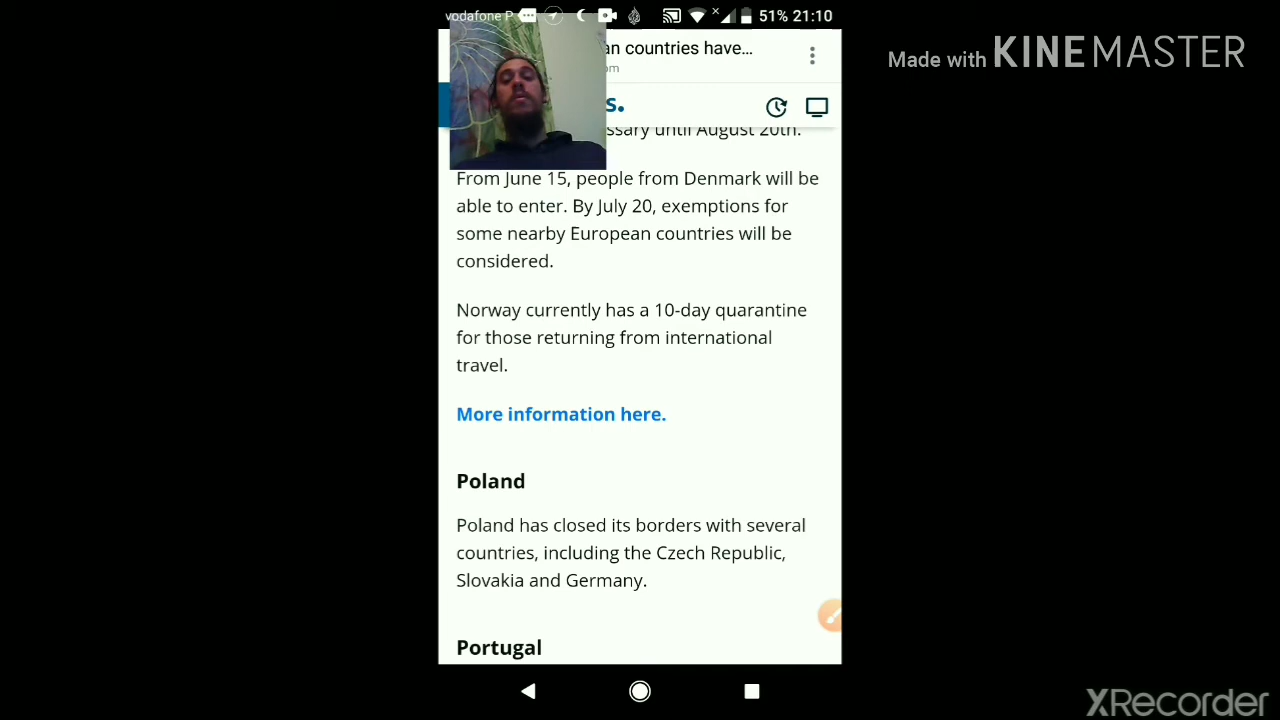 vodafone P
51% 21:10
an countries have...
om
Made with KINEMASTER
s.
ssary until August 20th.
From June 15, people from Denmark will be
able to enter. By July 20, exemptions for
some nearby European countries will be
considered.
Norway currently has a 10-day quarantine
for those returning from international
travel.
More information here.
Poland
Poland has closed its borders with several
countries, including the Czech Republic,
Slovakia and Germany.
Portugal
XRecorder